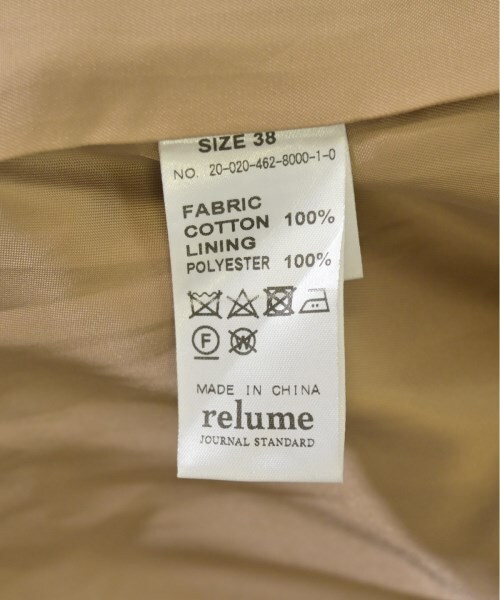 SIZE 38
NO. 20-020-462-8000-1-0
FABRIC
COTTON 100%
LINING
POLYESTER 100%
F W
MADE IN CHINA
relume
JOURNAL STANDARD